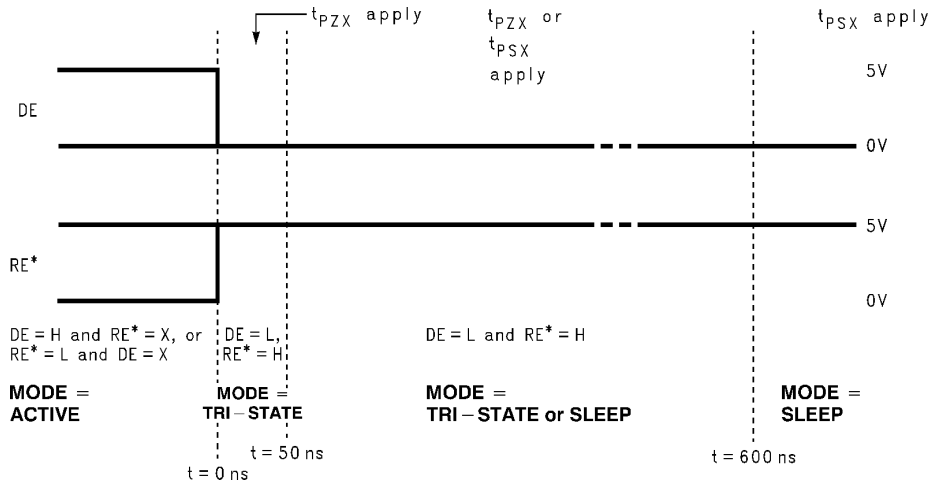 tPZX apply
tPZX or
tPSX
apply
tPSX apply
DE
5V
0V
5V
RE*
0V
DE = H and RE* = X, or
RE* = L and DE = X
DE = L,
RE* = H
DE = L and RE* = H
MODE =
ACTIVE
MODE =
TRI–STATE
MODE =
TRI–STATE or SLEEP
MODE =
SLEEP
t = 50 ns
t = 0 ns
t = 600 ns